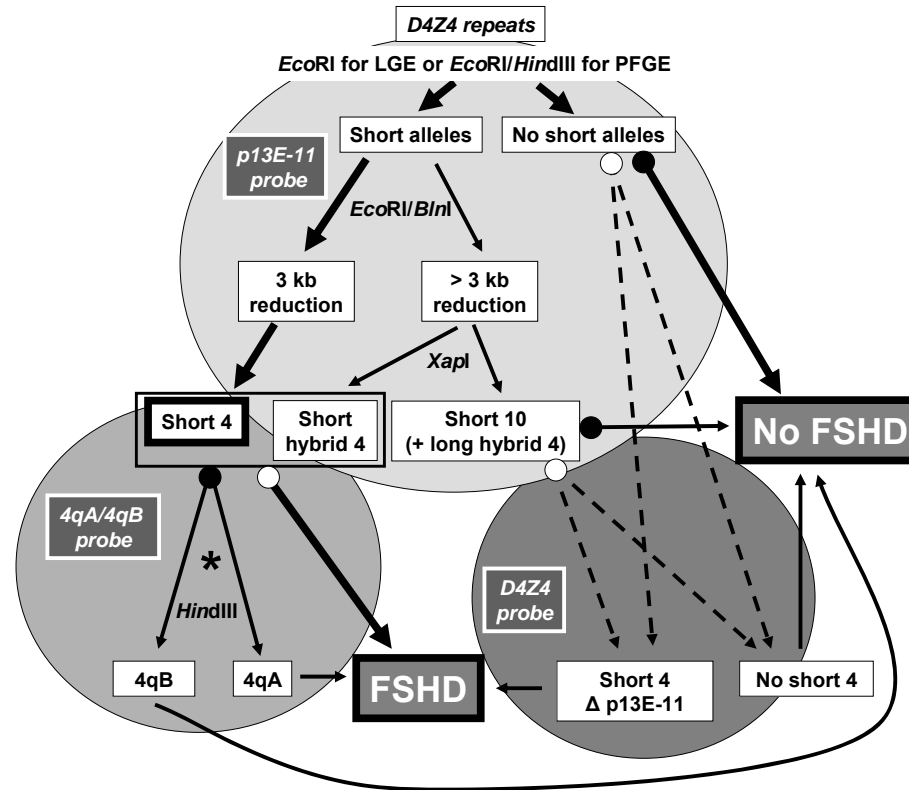 D4Z4 repeats
EcoRI for LGE or EcoRI/HindIII for PFGE
Short alleles
No short alleles
p13E-11
probe
EcoRI/BlnI
3 kb
reduction
> 3 kb
reduction
XapI
Short 4
Short
hybrid 4
Short 10
(+ long hybrid 4)
No FSHD
4qA/4qB
probe
*
HindIII
D4Z4
probe
4qB
4qA
FSHD
Short 4
Δ p13E-11
No short 4